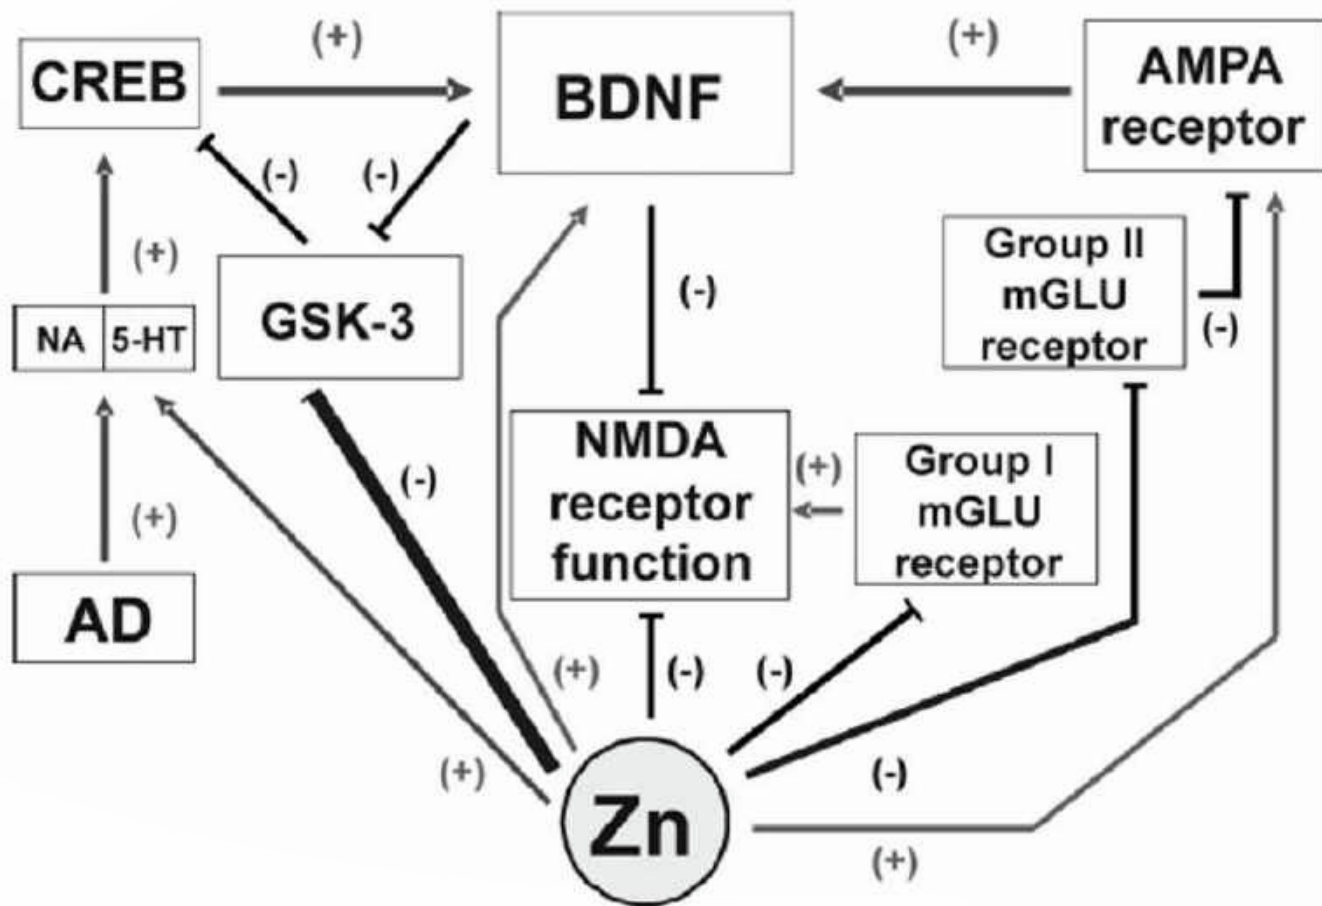 (+)
(+)
CREB
BDNF
AMPA
receptor
(-)
(-)
(+)
NA
5-HT
GSK-3
(-)
Group II
mGLU
receptor
(-)
(-)
NMDA
receptor
function
(+)
Group I
mGLU
receptor
(+)
AD
(+)
(-)
(-)
(+)
(-)
Zn
(+)